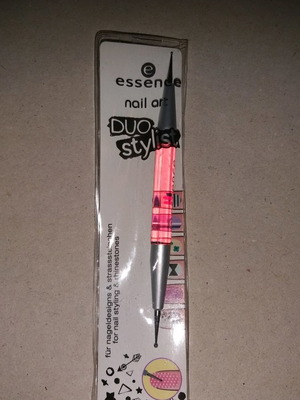 e
essence
nail art
DUO
stylist
für nageldesigns & strasssteinchen
for nail styling & rhinestones